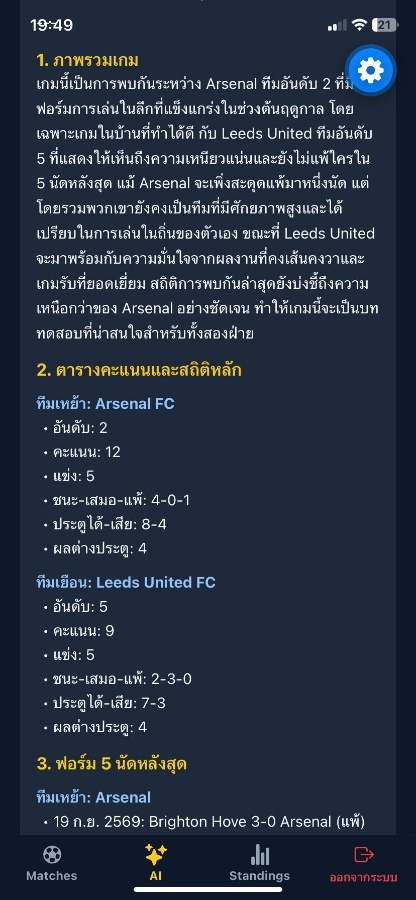 19:49
21
1. ภาพรวมเกม
เกมนี้เป็นการพบกันระหว่าง Arsenal ทีมอันดับ 2 ที่มี
ฟอร์มการเล่นในลีกที่แข็งแกร่งในช่วงต้นฤดูกาล โดย
เฉพาะเกมในบ้านที่ทำได้ดี กับ Leeds United ทีมอันดับ
5 ที่แสดงให้เห็นถึงความเหนียวแน่นและยังไม่แพ้ใครใน
5 นัดหลังสุด แม้ Arsenal จะเพิ่งสะดุดแพ้มาหนึ่งนัด แต่
โดยรวมพวกเขายังคงเป็นทีมที่มีศักยภาพสูงและได้
เปรียบในการเล่นในถิ่นของตัวเอง ขณะที่ Leeds United
จะมาพร้อมกับความมั่นใจจากผลงานที่คงเส้นคงวาและ
เกมรับที่ยอดเยี่ยม สถิติการพบกันล่าสุดยังบ่งชี้ถึงความ
เหนือกว่าของ Arsenal อย่างชัดเจน ทำให้เกมนี้จะเป็นบท
ทดสอบที่น่าสนใจสำหรับทั้งสองฝ่าย
2. ตารางคะแนนและสถิติหลัก
ทีมเหย้า: Arsenal FC
• อันดับ: 2
• คะแนน: 12
• แข่ง: 5
• ชนะ-เสมอ-แพ้: 4-0-1
• ประตูได้-เสีย: 8-4
• ผลต่างประตู: 4
ทีมเยือน: Leeds United FC
• อันดับ: 5
• คะแนน: 9
• แข่ง: 5
• ชนะ-เสมอ-แพ้: 2-3-0
• ประตูได้-เสีย: 7-3
• ผลต่างประตู: 4
3. ฟอร์ม 5 นัดหลังสุด
ทีมเหย้า: Arsenal
• 19 ก.ย. 2569: Brighton Hove 3-0 Arsenal (แพ้)
Matches
AI
Standings
ออกจากระบบ